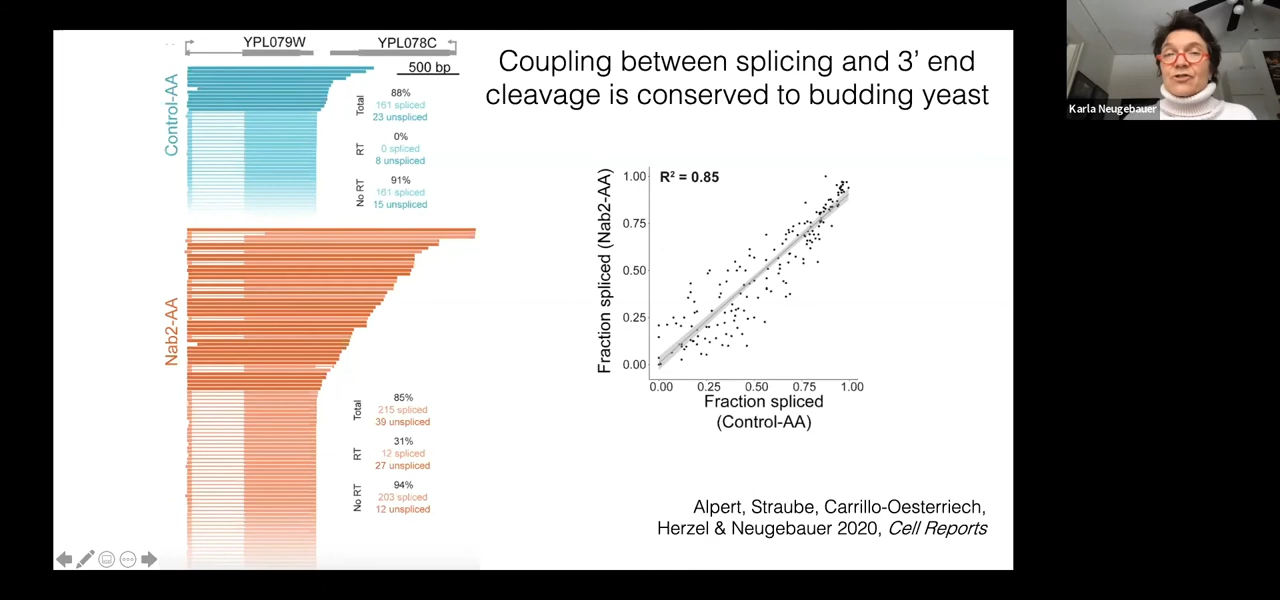 YPL079W
YPL078C
500 bp
Control-AA
Total
88%
161 spliced
23 unspliced
RT
0%
0 spliced
8 unspliced
No RT
91%
161 spliced
15 unspliced
Nab2-AA
Total
85%
215 spliced
39 unspliced
RT
31%
12 spliced
27 unspliced
No RT
94%
203 spliced
12 unspliced
Coupling between splicing and 3’ end
cleavage is conserved to budding yeast
R² = 0.85
Fraction spliced (Nab2-AA)
1.00
0.75
0.50
0.25
0.00
0.00 0.25 0.50 0.75 1.00
Fraction spliced
(Control-AA)
Alpert, Straube, Carrillo-Oesterriech,
Herzel & Neugebauer 2020, Cell Reports
Karla Neugebauer